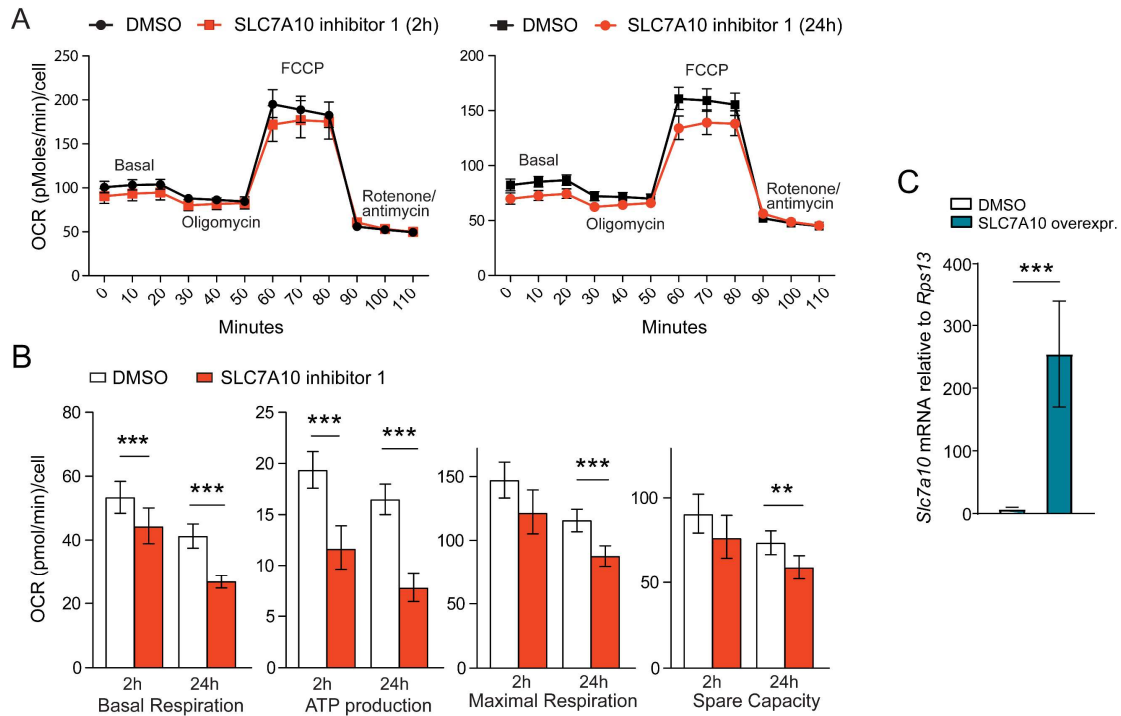 A
DMSO SLC7A10 inhibitor 1 (2h)
OCR (pMoles/min)/cell
250
200
150
100
50
0
Basal
Oligomycin
FCCP
Rotenone/
antimycin
0 10 20 30 40 50 60 70 80 90 100 110
Minutes
DMSO SLC7A10 inhibitor 1 (24h)
200
150
100
50
0
Basal
Oligomycin
FCCP
Rotenone/
antimycin
0 10 20 30 40 50 60 70 80 90 100 110
Minutes
B
DMSO SLC7A10 inhibitor 1
OCR (pmol/min)/cell
80
60
40
20
0
***
***
2h 24h
Basal Respiration
25
20
15
10
5
0
***
***
2h 24h
ATP production
150
100
50
0
***
2h 24h
Maximal Respiration
100
50
0
**
2h 24h
Spare Capacity
C
DMSO
SLC7A10 overexpr.
Slc7a10 mRNA relative to Rps13
400
300
200
100
0
***